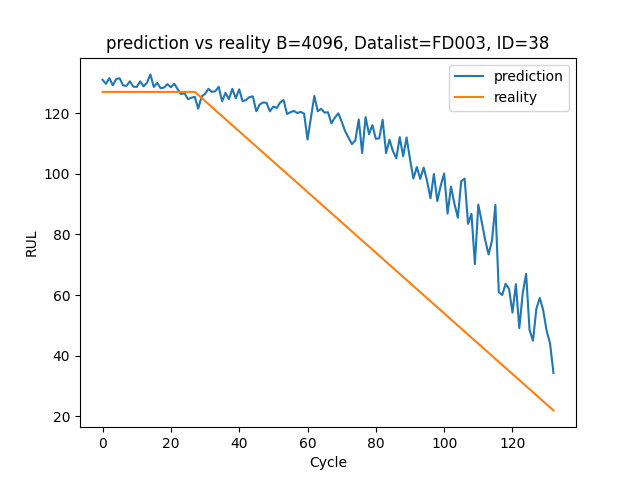 prediction vs reality B=4096, Datalist=FD003, ID=38
prediction
reality
120
100
80
60
40
20
RUL
0 20 40 60 80 100 120
Cycle